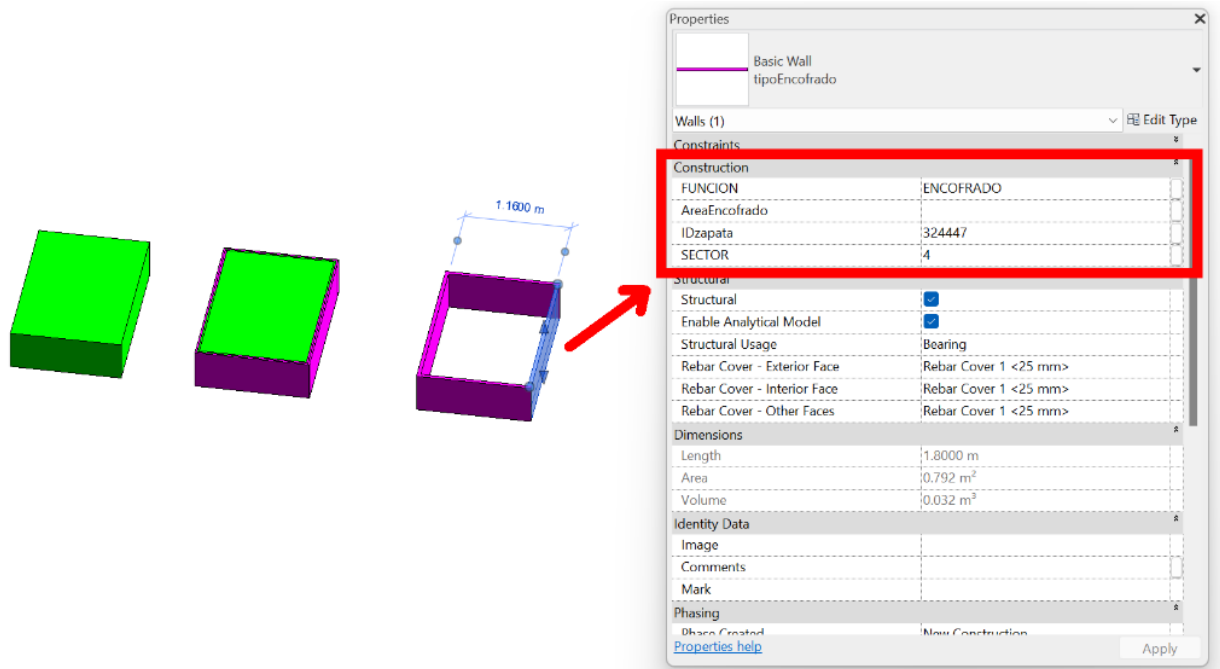 Properties
Basic Wall
tipoEncofrado
Walls (1)
Edit Type
Constraints
Construction
FUNCION ENCOFRADO
AreaEncofrado
IDzapata 324447
SECTOR 4
Structural
Structural
Enable Analytical Model
Structural Usage Bearing
Rebar Cover - Exterior Face Rebar Cover 1 <25 mm>
Rebar Cover - Interior Face Rebar Cover 1 <25 mm>
Rebar Cover - Other Faces Rebar Cover 1 <25 mm>
Dimensions
Length 1.8000 m
Area 0.792 m²
Volume 0.032 m³
Identity Data
Image
Comments
Mark
Phasing
Phase Created New Construction
Properties help
Apply
1.1600 m